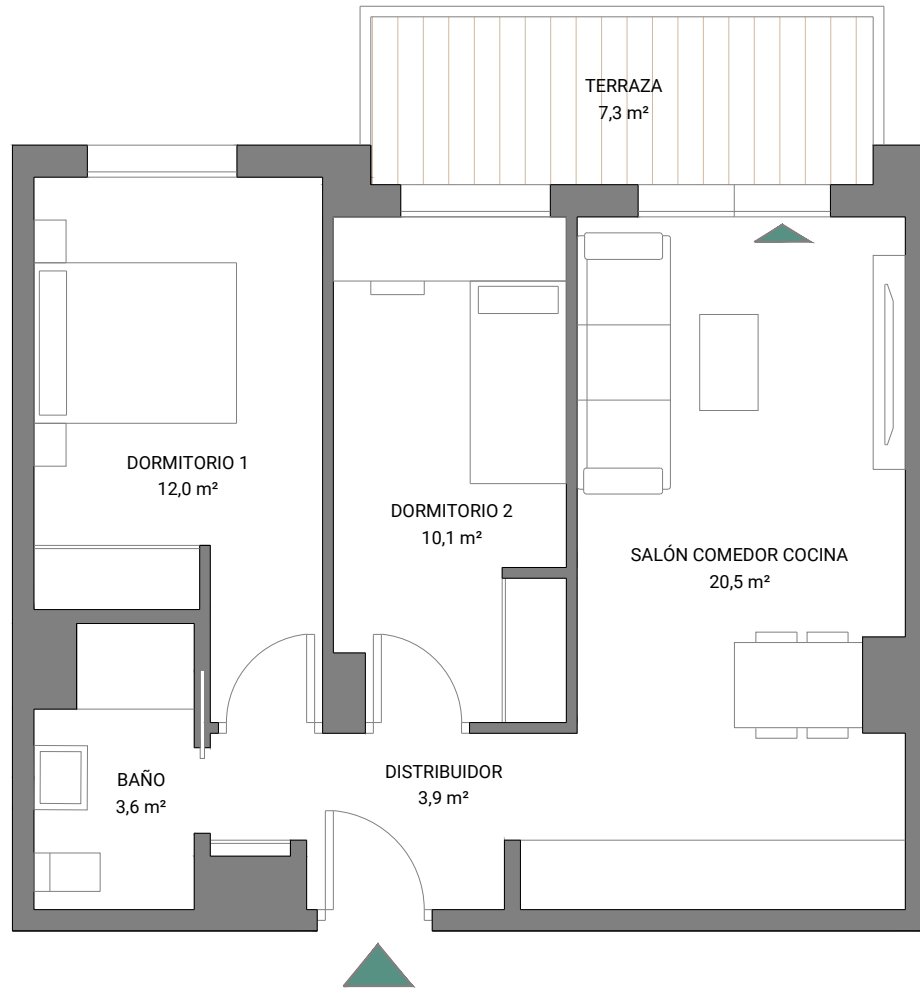 TERRAZA
7,3 m²
DORMITORIO 1
12,0 m²
DORMITORIO 2
10,1 m²
SALÓN COMEDOR COCINA
20,5 m²
BAÑO
3,6 m²
DISTRIBUIDOR
3,9 m²